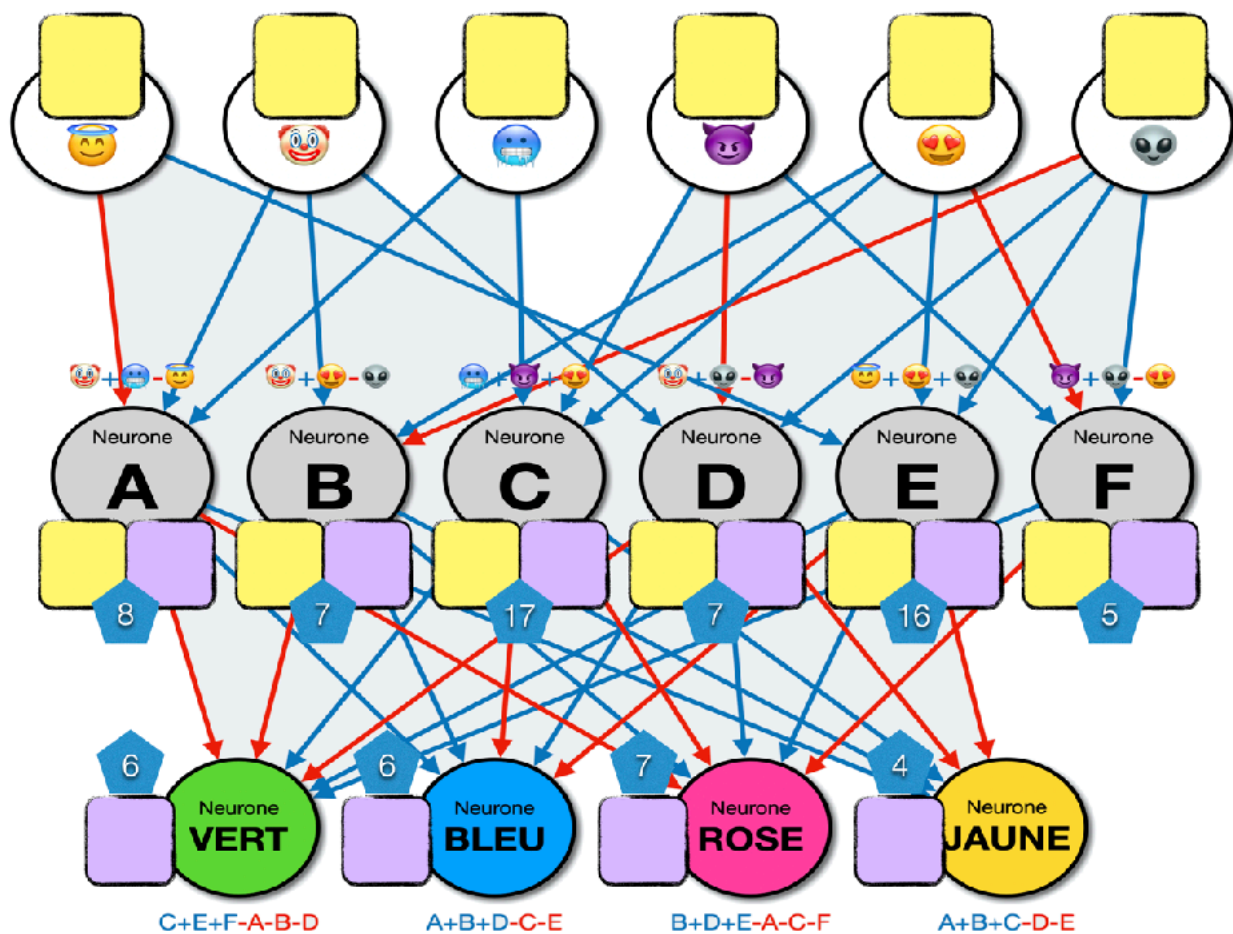 🤡+🥶-😇 🤡+😍-👽 🥶+😈+😍 🤡+👽-😈 😇+😍+👽 😈+👽-😍
Neurone Neurone Neurone Neurone Neurone Neurone
A B C D E F
8 7 17 7 16 5
6 6 7 4
Neurone Neurone Neurone Neurone
VERT BLEU ROSE JAUNE
C+E+F-A-B-D A+B+D-C-E B+D+E-A-C-F A+B+C-D-E